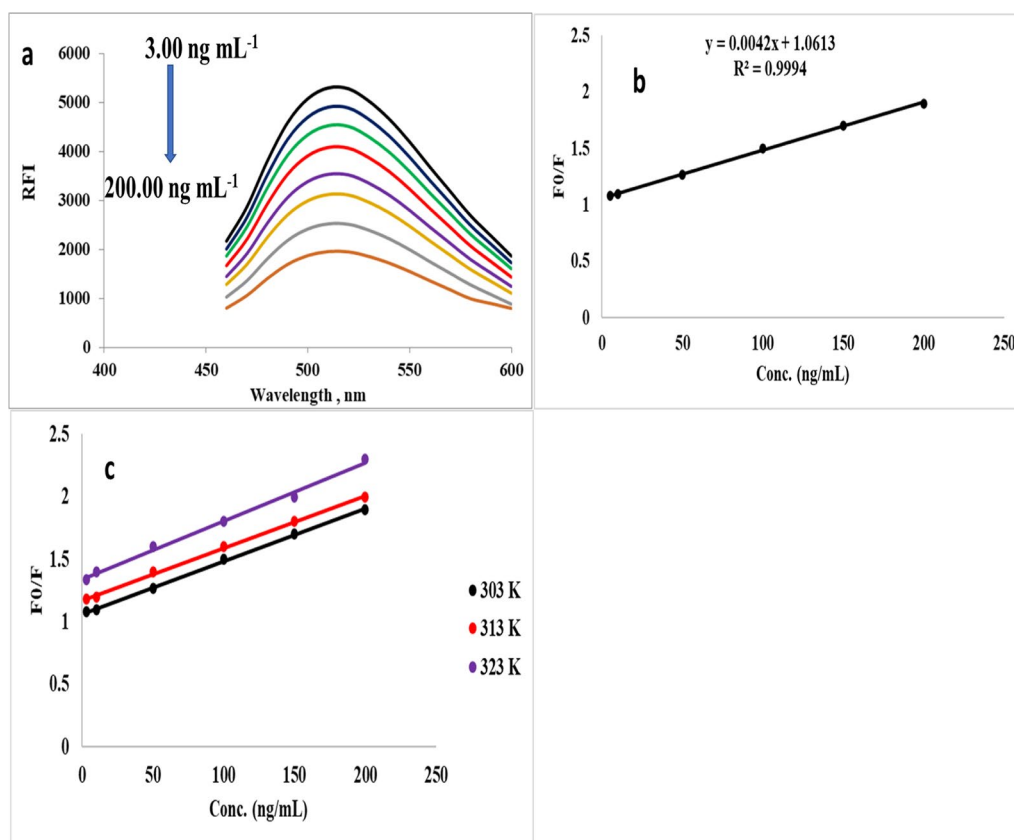 a
3.00 ng mL-1
200.00 ng mL-1
RFI
6000
5000
4000
3000
2000
1000
0
400
450
500
550
600
Wavelength , nm
b
y = 0.0042x + 1.0613
R² = 0.9994
F0/F
2.5
2
1.5
1
0.5
0
0
50
100
150
200
250
Conc. (ng/mL)
c
F0/F
2.5
2
1.5
1
0.5
0
0
50
100
150
200
250
Conc. (ng/mL)
303 K
313 K
323 K